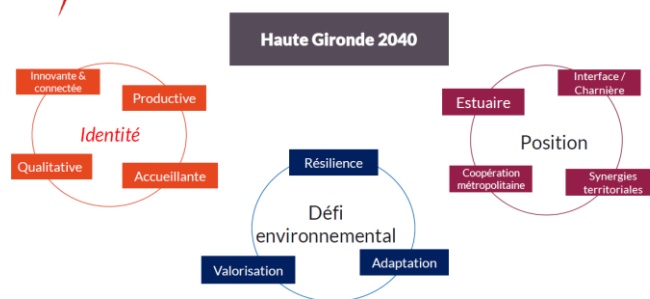 Haute Gironde 2040
Innovante &
connectée
Productive
Identité
Qualitative
Accueillante
Résilience
Défi
environnemental
Valorisation
Adaptation
Interface /
Charnière
Estuaire
Position
Coopération
métropolitaine
Synergies
territoriales